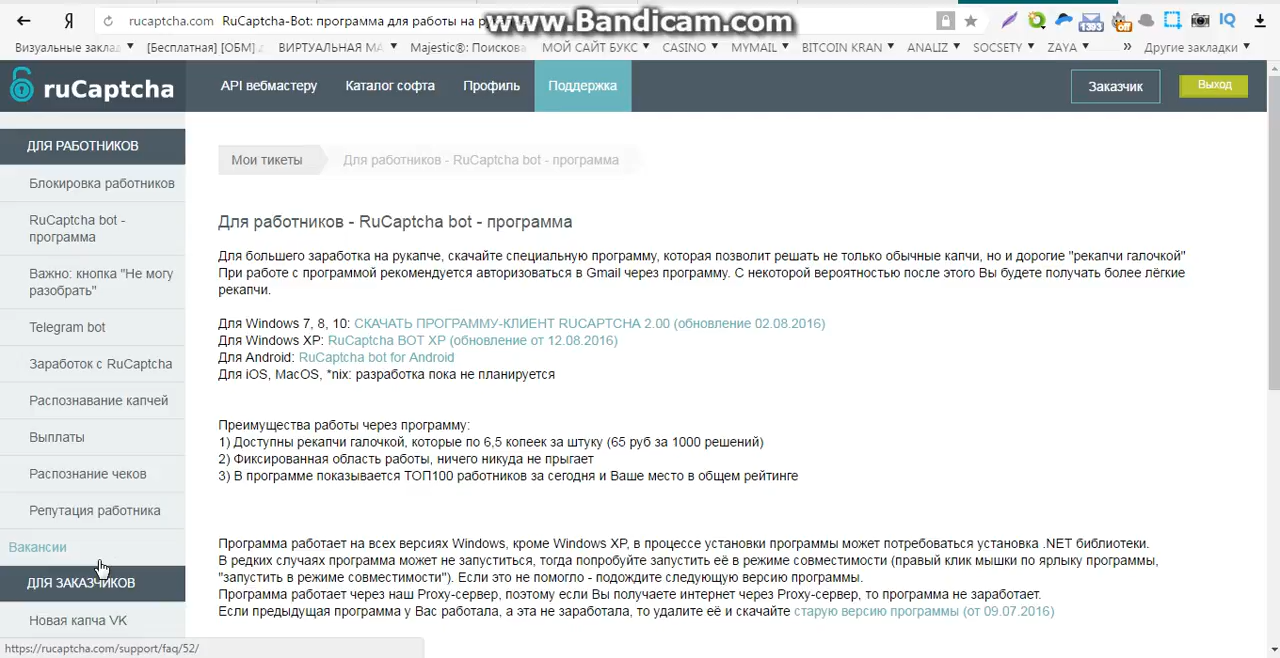 Я rucaptcha.com RuCaptcha-Bot: программа для работы на
www.Bandicam.com
1393 off IQ
Визуальные заклад [Бесплатная] [ОБМ] ВИРТУАЛЬНАЯ МА Majestic®: Поискова МОЙ САЙТ БУКС CASINO MYMAIL BITCOIN KRAN ANALIZ SOCSETY ZAYA » Другие закладки
ruCaptcha API вебмастеру Каталог софта Профиль Поддержка Заказчик Выход
ДЛЯ РАБОТНИКОВ
Блокировка работников
RuCaptcha bot -
программа
Важно: кнопка "Не могу
разобрать"
Telegram bot
Заработок с RuCaptcha
Распознавание капчей
Выплаты
Распознание чеков
Репутация работника
Вакансии
ДЛЯ ЗАКАЗЧИКОВ
Новая капча VK
https://rucaptcha.com/support/faq/52/
Мои тикеты Для работников - RuCaptcha bot - программа
Для работников - RuCaptcha bot - программа
Для большего заработка на рукапче, скачайте специальную программу, которая позволит решать не только обычные капчи, но и дорогие "рекапчи галочкой"
При работе с программой рекомендуется авторизоваться в Gmail через программу. С некоторой вероятностью после этого Вы будете получать более лёгкие
рекапчи.
Для Windows 7, 8, 10: СКАЧАТЬ ПРОГРАММУ-КЛИЕНТ RUCAPTCHA 2.00 (обновление 02.08.2016)
Для Windows XP: RuCaptcha BOT XP (обновление от 12.08.2016)
Для Android: RuCaptcha bot for Android
Для iOS, MacOS, *nix: разработка пока не планируется
Преимущества работы через программу:
1) Доступны рекапчи галочкой, которые по 6,5 копеек за штуку (65 руб за 1000 решений)
2) Фиксированная область работы, ничего никуда не прыгает
3) В программе показывается ТОП100 работников за сегодня и Ваше место в общем рейтинге
Программа работает на всех версиях Windows, кроме Windows XP, в процессе установки программы может потребоваться установка .NET библиотеки.
В редких случаях программа может не запуститься, тогда попробуйте запустить её в режиме совместимости (правый клик мышки по ярлыку программы,
"запустить в режиме совместимости"). Если это не помогло - подождите следующую версию программы.
Программа работает через наш Proxy-сервер, поэтому если Вы получаете интернет через Proxy-сервер, то программа не заработает.
Если предыдущая программа у Вас работала, а эта не заработала, то удалите её и скачайте старую версию программы (от 09.07.2016)